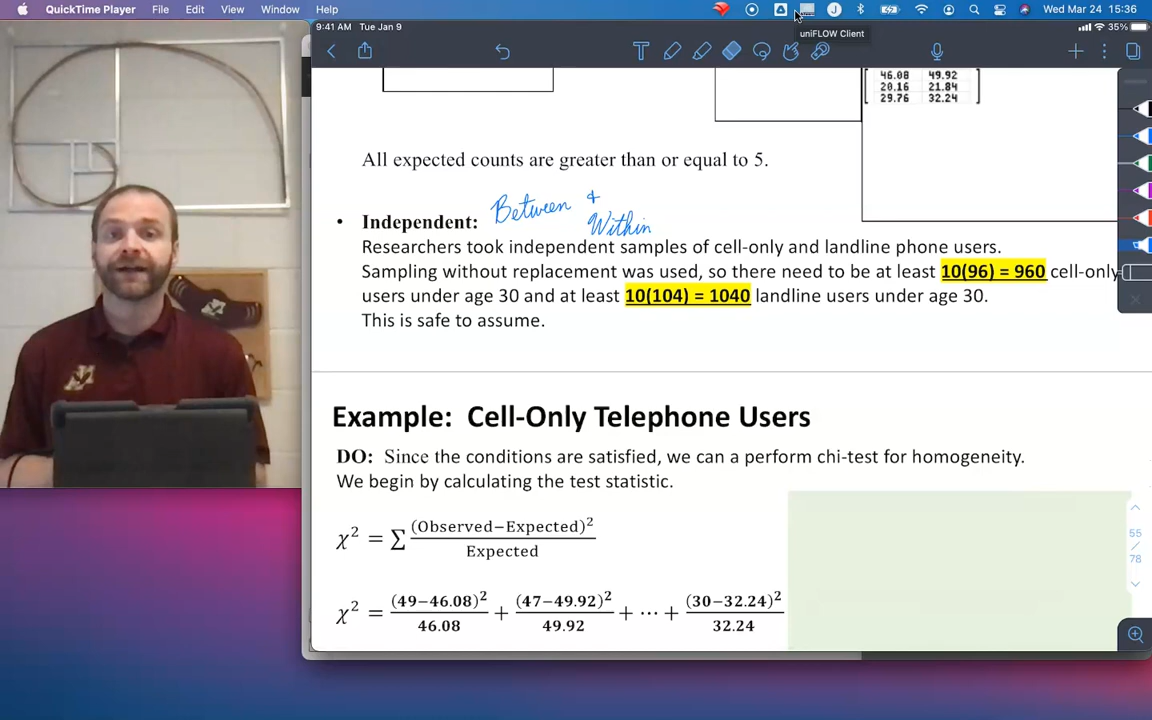 QuickTime Player File Edit View Window Help Wed Mar 24 15:36
9:41 AM Tue Jan 9 35%
uniFLOW Client
46.08 49.92
20.16 21.84
29.76 32.24
All expected counts are greater than or equal to 5.
Between &
• Independent: Within
Researchers took independent samples of cell-only and landline phone users.
Sampling without replacement was used, so there need to be at least 10(96) = 960 cell-only
users under age 30 and at least 10(104) = 1040 landline users under age 30.
This is safe to assume.
Example: Cell-Only Telephone Users
DO: Since the conditions are satisfied, we can a perform chi-test for homogeneity.
We begin by calculating the test statistic.
χ² = ∑ (Observed−Expected)² / Expected
χ² = (49−46.08)² / 46.08 + (47−49.92)² / 49.92 + ⋯ + (30−32.24)² / 32.24
55
/
78